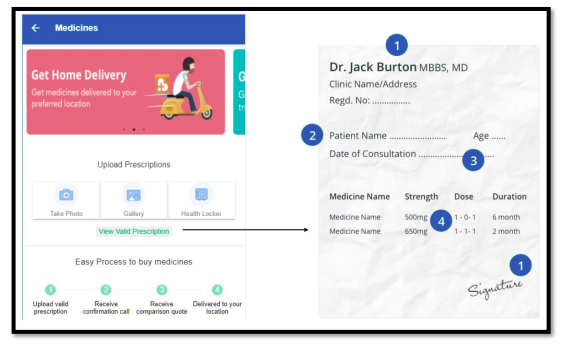 Medicines
Get Home Delivery
Get medicines delivered to your
preferred location
G
G
Upload Prescriptions
Take Photo Gallery Health Locker
View Valid Prescription
Easy Process to buy medicines
1 2 3 4
Upload valid prescription
Receive confirmation call
Receive comparison quote
Delivered to your location
1
Dr. Jack Burton MBBS, MD
Clinic Name/Address
Regd. No: ................
2 Patient Name ........................ Age ......
Date of Consultation ................................
3
Medicine Name Strength Dose Duration
Medicine Name 500mg 1 - 0- 1 6 month
4
Medicine Name 650mg 1 - 1- 1 2 month
1
Signature